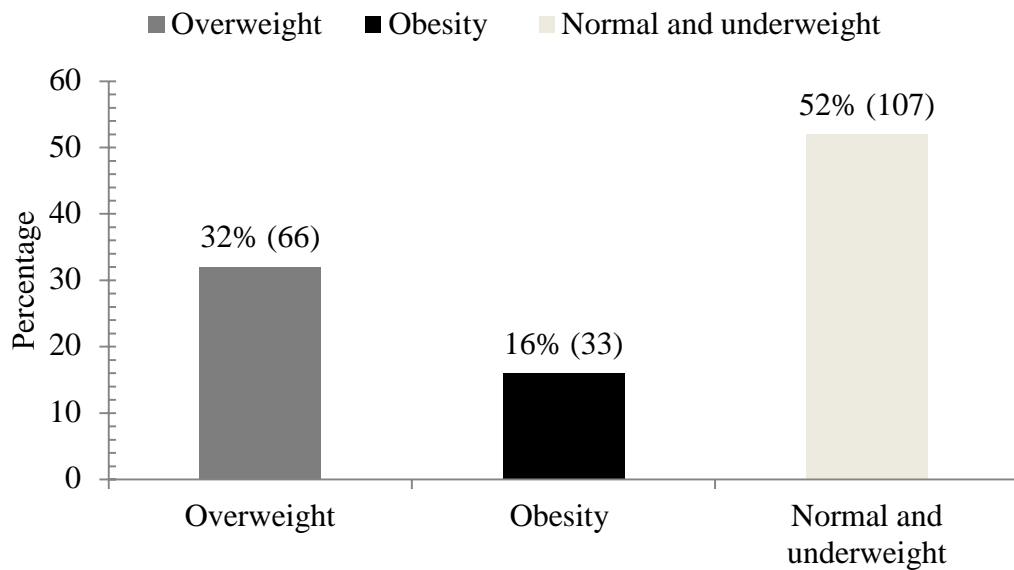 Overweight Obesity Normal and underweight
60
50
40
30
20
10
0
Percentage
32% (66)
16% (33)
52% (107)
Overweight
Obesity
Normal and
underweight